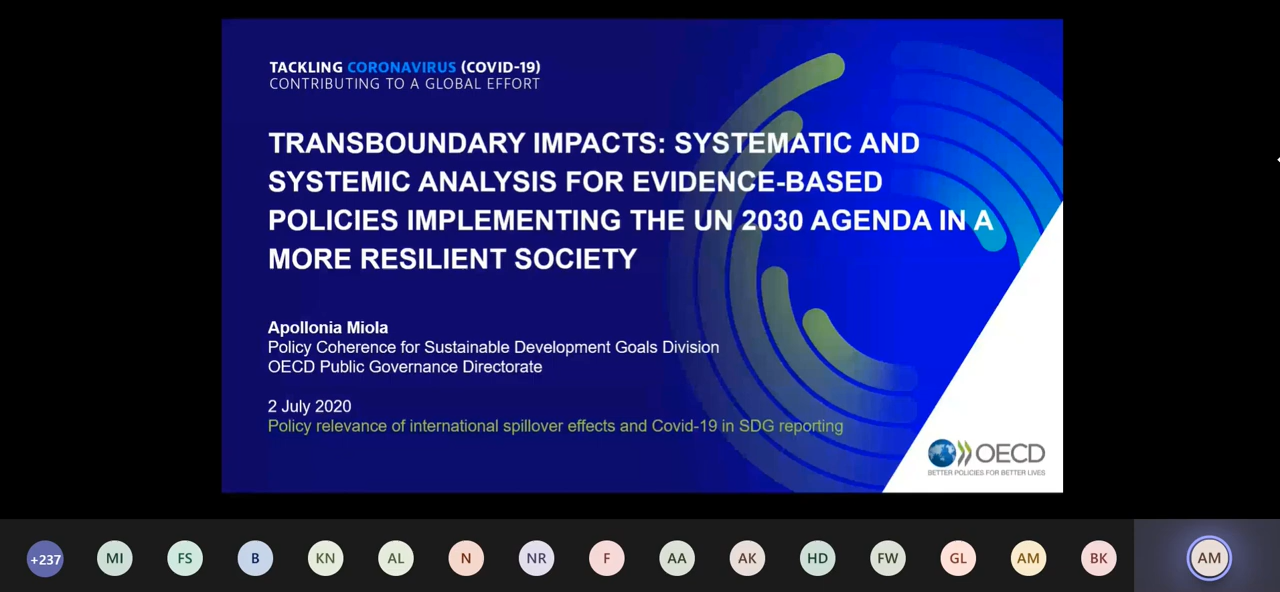 TACKLING CORONAVIRUS (COVID-19)
CONTRIBUTING TO A GLOBAL EFFORT
TRANSBOUNDARY IMPACTS: SYSTEMATIC AND
SYSTEMIC ANALYSIS FOR EVIDENCE-BASED
POLICIES IMPLEMENTING THE UN 2030 AGENDA IN A
MORE RESILIENT SOCIETY
Apollonia Miola
Policy Coherence for Sustainable Development Goals Division
OECD Public Governance Directorate
2 July 2020
Policy relevance of international spillover effects and Covid-19 in SDG reporting
OECD
BETTER POLICIES FOR BETTER LIVES
+237 MI FS B KN AL N NR F AA AK HD FW GL AM BK AM